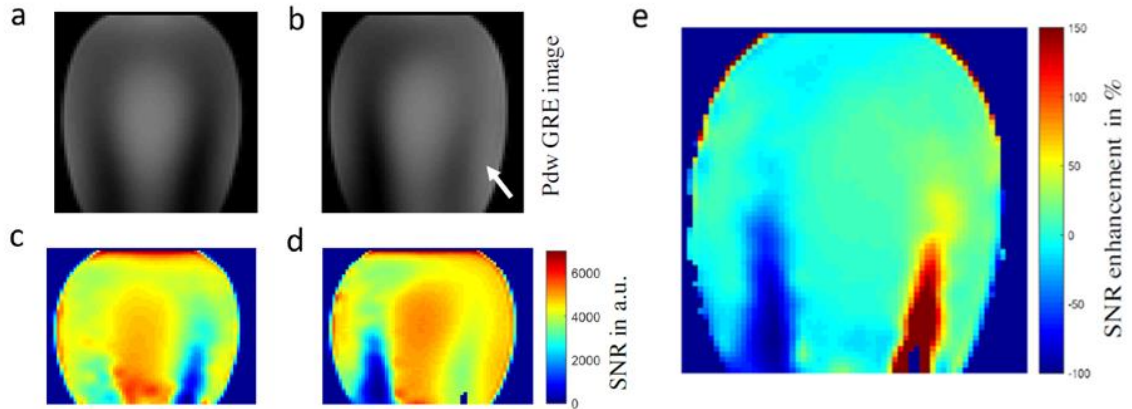 a
b
Pdw GRE image
c
d
6000
4000
2000
0
SNR in a.u.
e
150
100
50
0
-50
-100
SNR enhancement in %